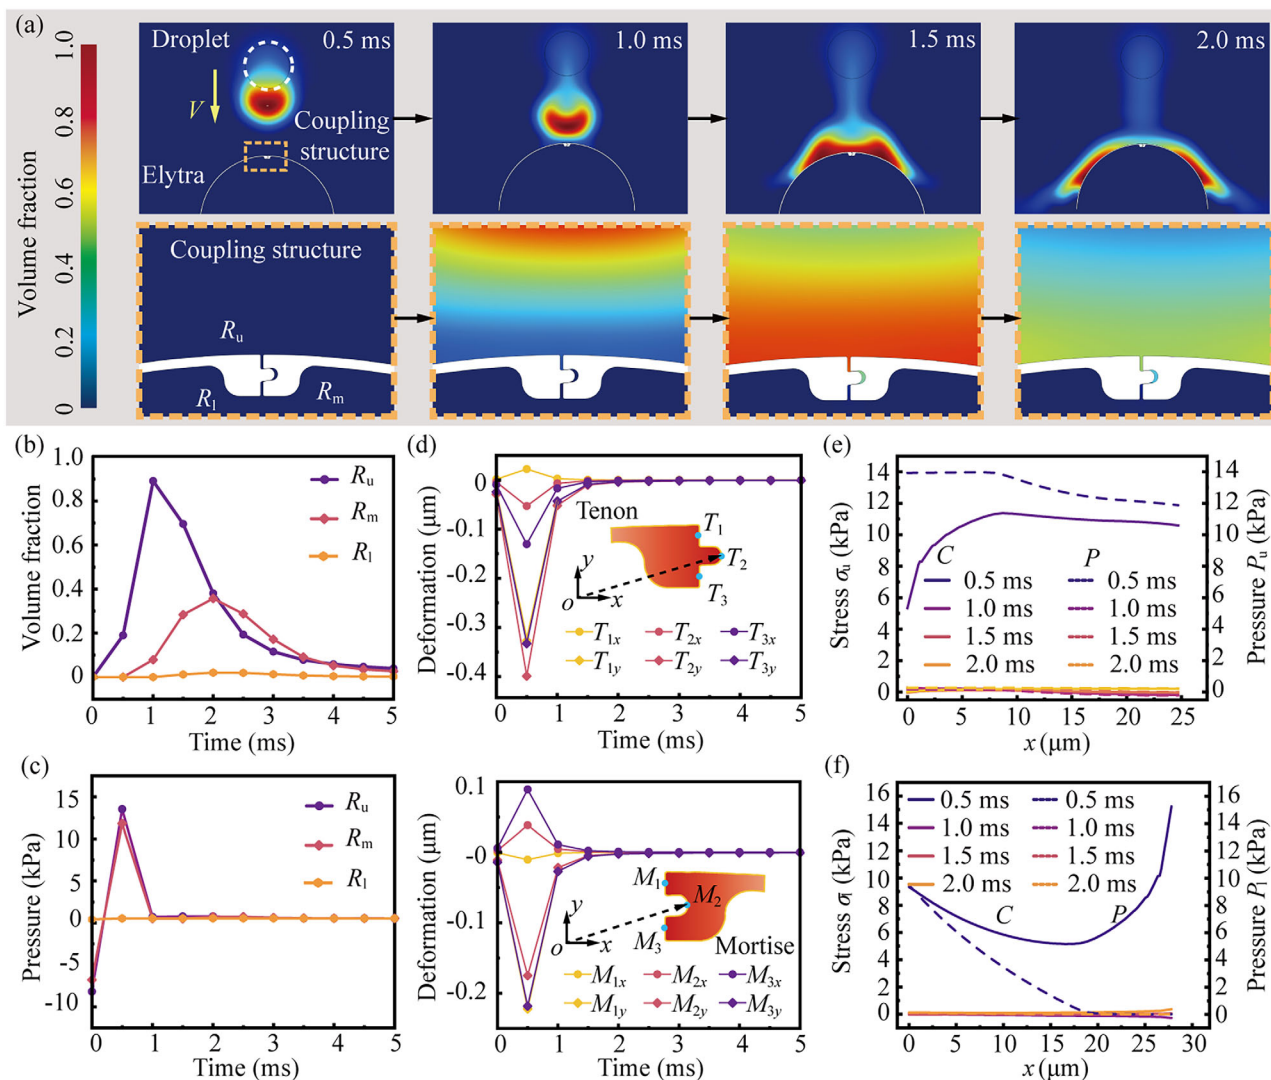 (a)
1.0
0.8
0.6
0.4
0.2
0
Volume fraction
Droplet
0.5 ms
V
Coupling
structure
Elytra
1.0 ms
1.5 ms
2.0 ms
Coupling structure
Ru
Rl
Rm
(b)
1.0
0.8
0.6
0.4
0.2
0
Volume fraction
Ru
Rm
Rl
0 1 2 3 4 5
Time (ms)
(c)
15
10
5
0
-5
-10
Pressure (kPa)
Ru
Rm
Rl
0 1 2 3 4 5
Time (ms)
(d)
0
-0.1
-0.2
-0.3
-0.4
Deformation (μm)
Tenon
T1
T2
T3
y
o x
T1x T2x T3x
T1y T2y T3y
0 1 2 3 4 5
Time (ms)
0.1
0
-0.1
-0.2
Deformation (μm)
M1
M2
M3
y
o x
Mortise
M1x M2x M3x
M1y M2y M3y
0 1 2 3 4 5
Time (ms)
(e)
14
12
10
8
6
4
2
0
Stress σu (kPa)
C P
0.5 ms 0.5 ms
1.0 ms 1.0 ms
1.5 ms 1.5 ms
2.0 ms 2.0 ms
14
12
10
8
6
4
2
0
Pressure Pu (kPa)
0 5 10 15 20 25
x (μm)
(f)
16
14
12
10
8
6
4
2
0
Stress σl (kPa)
0.5 ms 0.5 ms
1.0 ms 1.0 ms
1.5 ms 1.5 ms
2.0 ms 2.0 ms
C P
16
14
12
10
8
6
4
2
0
Pressure Pl (kPa)
0 5 10 15 20 25 30
x (μm)